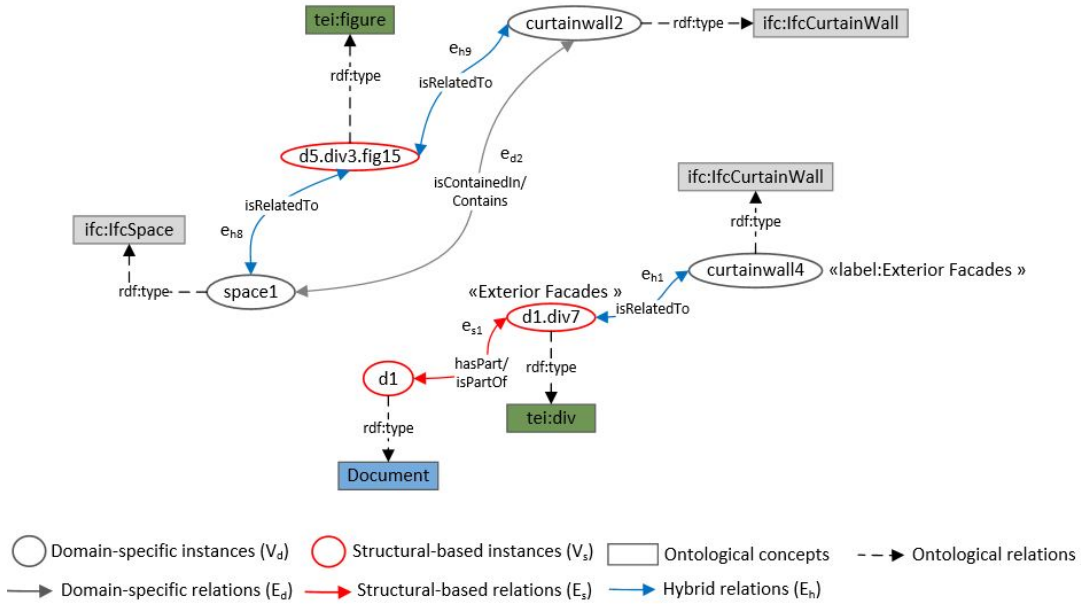 tei:figure
curtainwall2
rdf:type
ifc:IfcCurtainWall
eh9
rdf:type
isRelatedTo
d5.div3.fig15
ed2
isContainedIn/
Contains
ifc:IfcCurtainWall
isRelatedTo
ifc:IfcSpace
eh8
rdf:type
eh1
curtainwall4
«label:Exterior Facades »
rdf:type
space1
«Exterior Facades »
isRelatedTo
es1
d1.div7
hasPart/
isPartOf
rdf:type
d1
tei:div
rdf:type
Document
Domain-specific instances (Vd)
Structural-based instances (Vs)
Ontological concepts
Ontological relations
Domain-specific relations (Ed)
Structural-based relations (Es)
Hybrid relations (Eh)